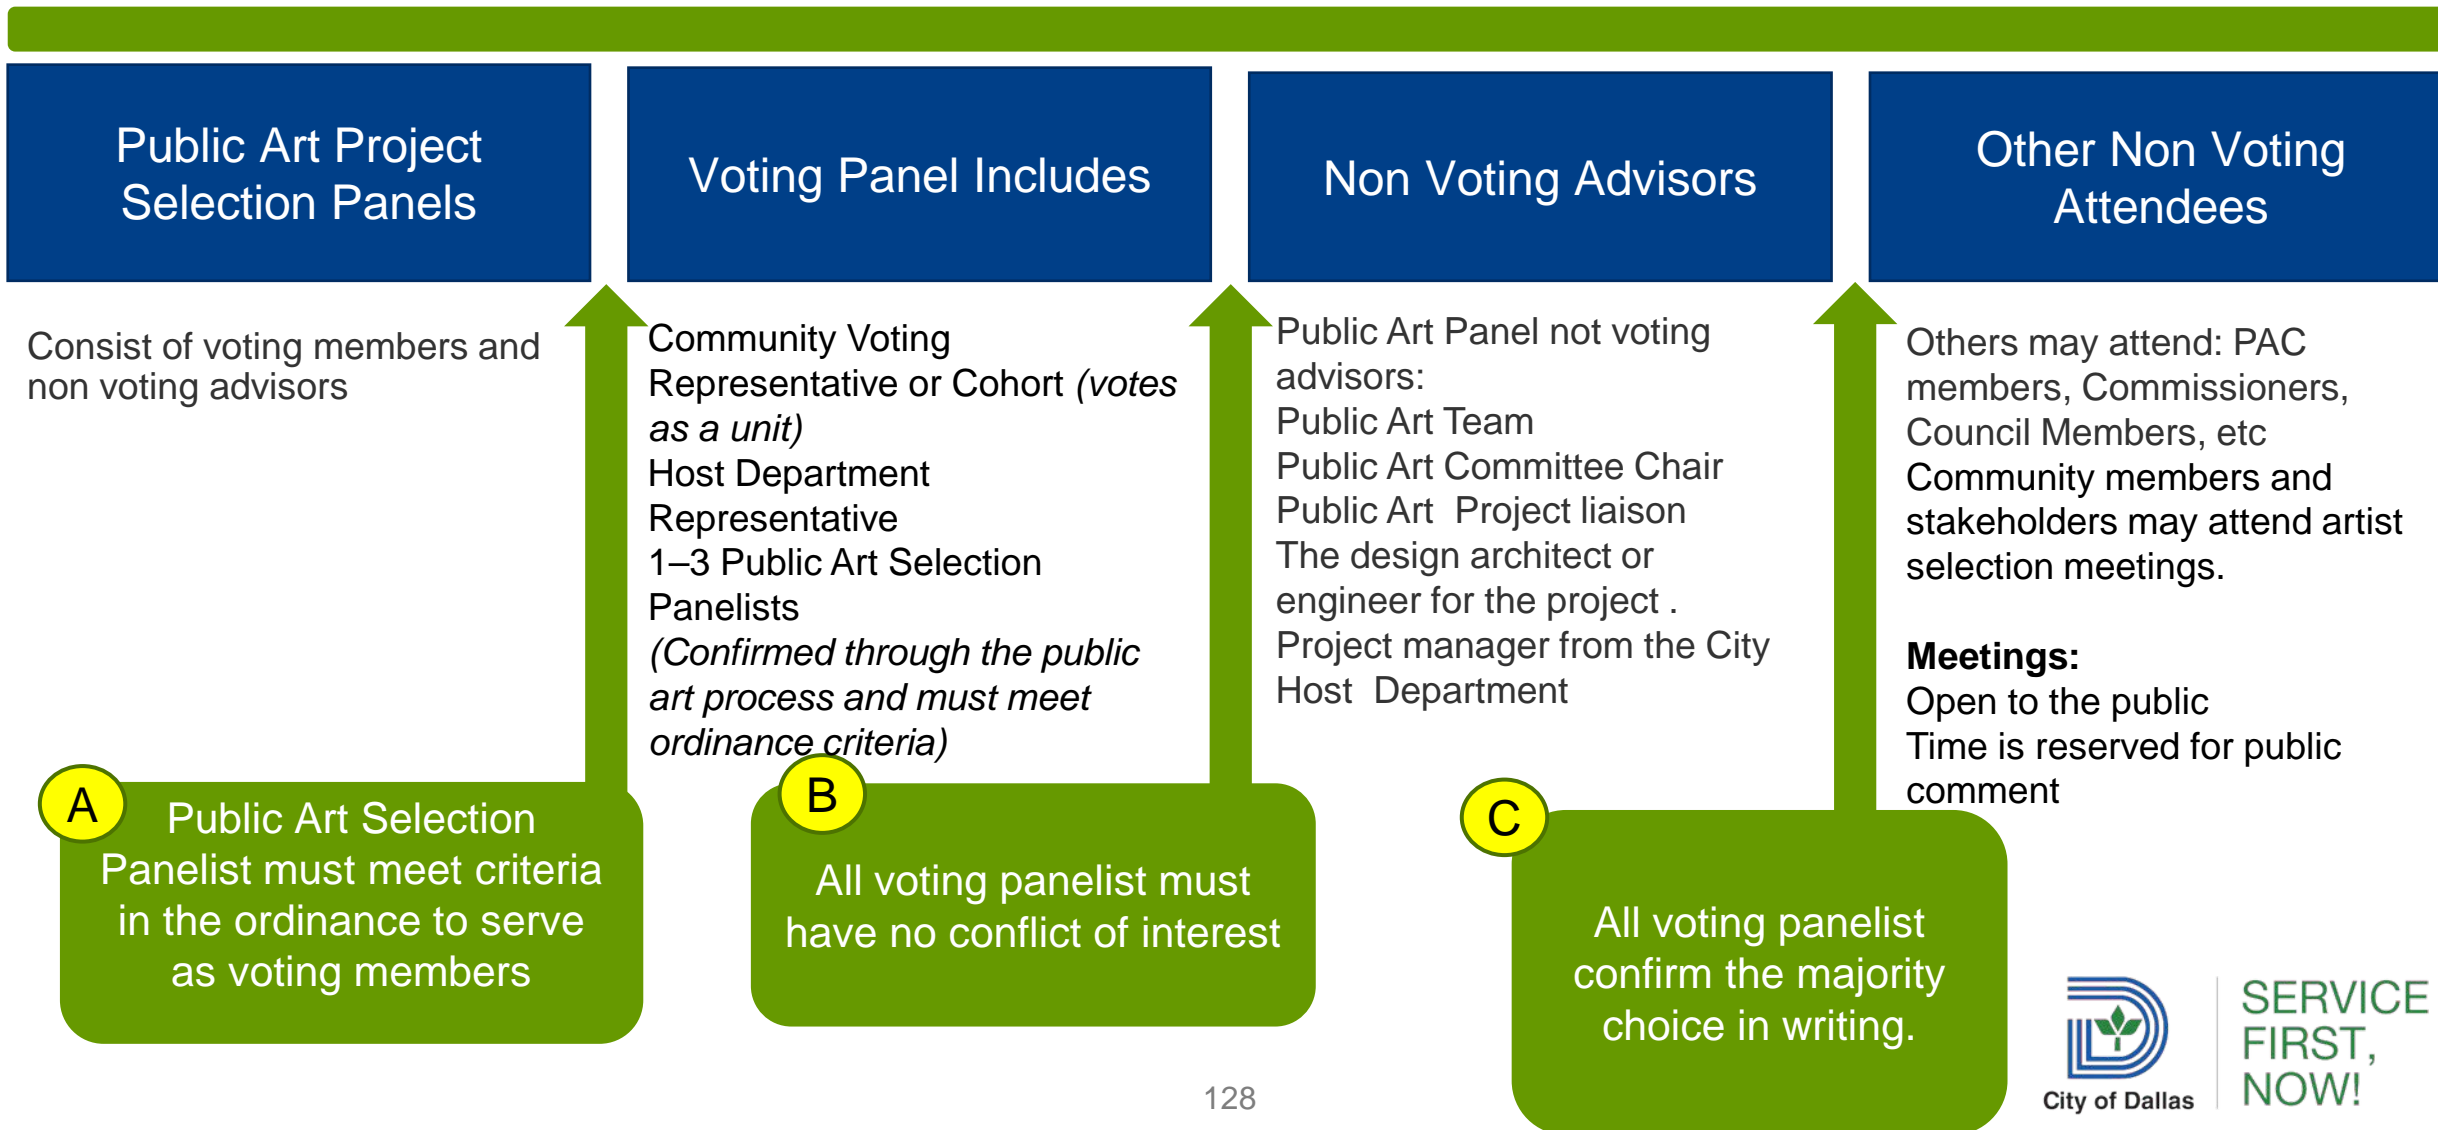 Public Art Project
Selection Panels
Consist of voting members and
non voting advisors
Voting Panel Includes
Community Voting
Representative or Cohort (votes
as a unit)
Host Department
Representative
1–3 Public Art Selection
Panelists
(Confirmed through the public
art process and must meet
ordinance criteria)
Non Voting Advisors
Public Art Panel not voting
advisors:
Public Art Team
Public Art Committee Chair
Public Art  Project liaison
The design architect or
engineer for the project .
Project manager from the City
Host  Department
Other Non Voting
Attendees
Others may attend: PAC
members, Commissioners,
Council Members, etc
Community members and
stakeholders may attend artist
selection meetings.
Meetings:
Open to the public
Time is reserved for public
comment
A
Public Art Selection
Panelist must meet criteria
in the ordinance to serve
as voting members
B
All voting panelist must
have no conflict of interest
C
All voting panelist
confirm the majority
choice in writing.
128
City of Dallas
SERVICE
FIRST,
NOW!